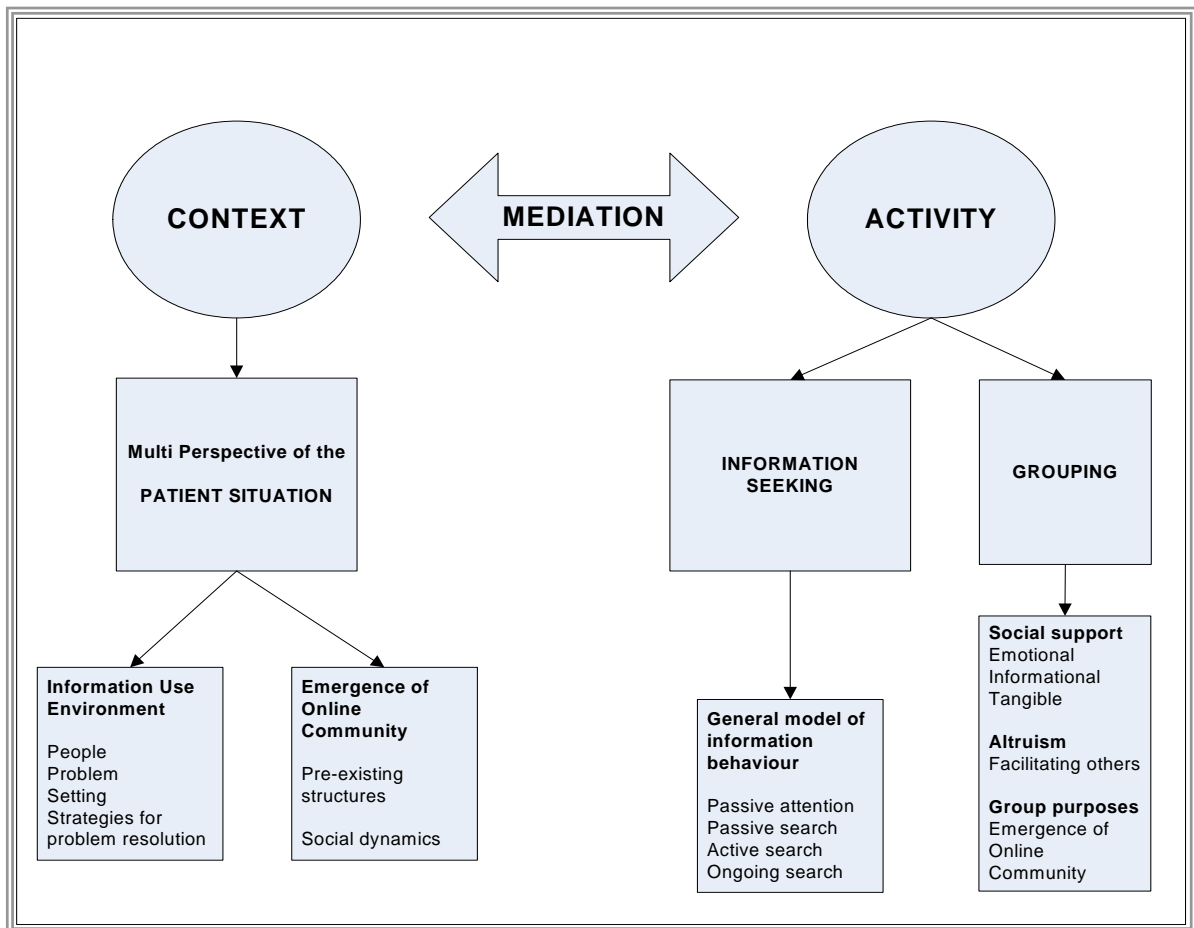 CONTEXT
MEDIATION
ACTIVITY
Multi Perspective of the
PATIENT SITUATION
INFORMATION
SEEKING
GROUPING
Information Use
Environment
People
Problem
Setting
Strategies for
problem resolution
Emergence of
Online
Community
Pre-existing
structures
Social dynamics
General model of
information
behaviour
Passive attention
Passive search
Active search
Ongoing search
Social support
Emotional
Informational
Tangible
Altruism
Facilitating others
Group purposes
Emergence of
Online
Community